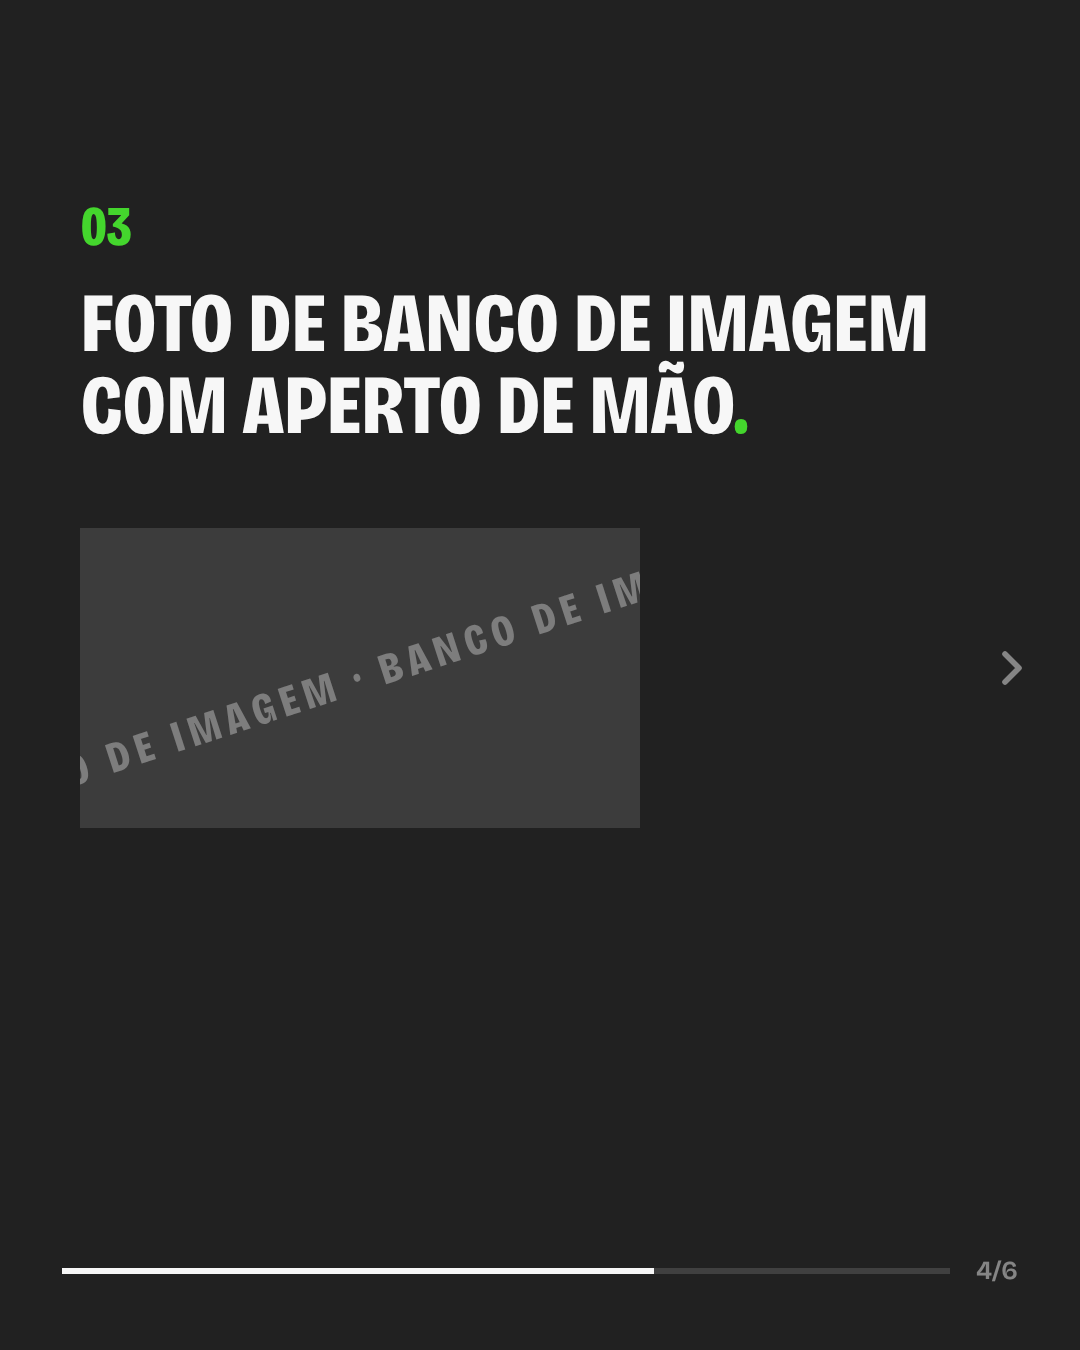 03
FOTO DE BANCO DE IMAGEM
COM APERTO DE MÃO.
O DE IMAGEM · BANCO DE IM
4/6